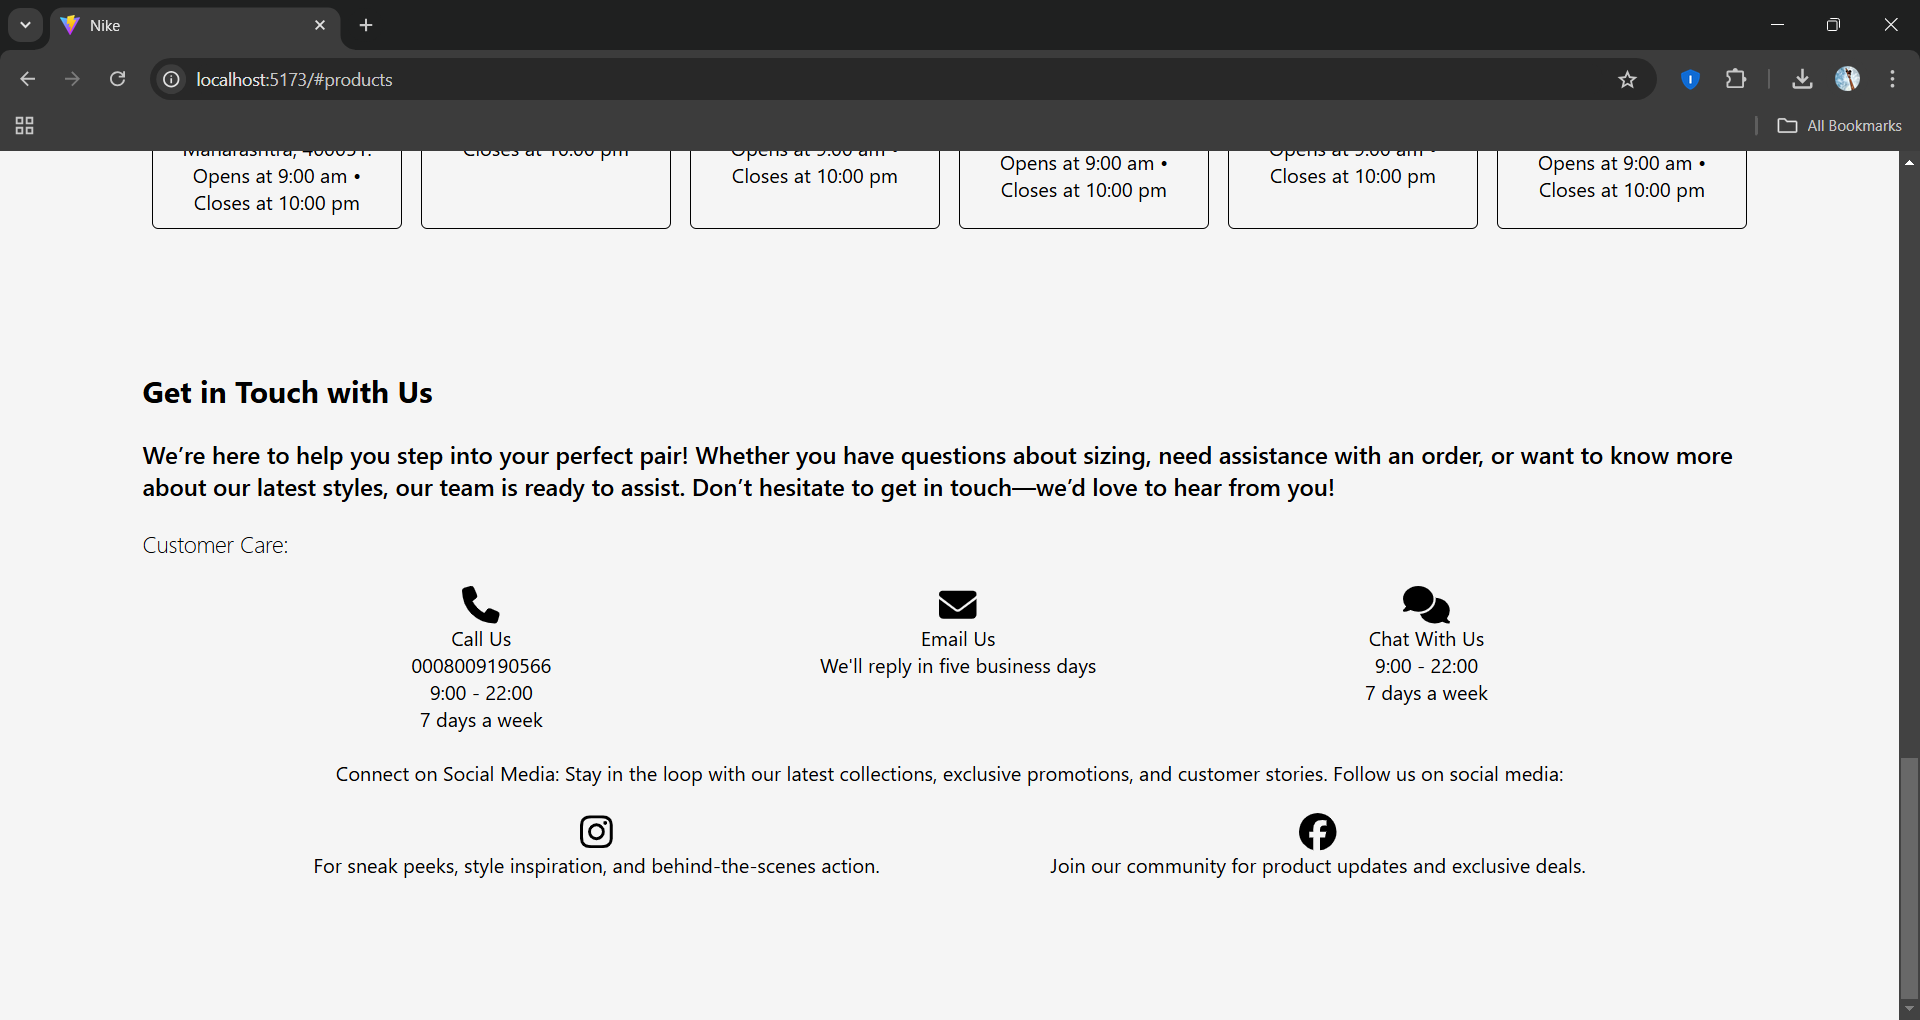 Nike
localhost:5173/#products
All Bookmarks
Maharashtra, 400051.
Opens at 9:00 am •
Closes at 10:00 pm
Closes at 10:00 pm
Opens at 9:00 am •
Closes at 10:00 pm
Opens at 9:00 am •
Closes at 10:00 pm
Opens at 9:00 am •
Closes at 10:00 pm
Opens at 9:00 am •
Closes at 10:00 pm
Get in Touch with Us
We’re here to help you step into your perfect pair! Whether you have questions about sizing, need assistance with an order, or want to know more
about our latest styles, our team is ready to assist. Don’t hesitate to get in touch—we’d love to hear from you!
Customer Care:
Call Us
0008009190566
9:00 - 22:00
7 days a week
Email Us
We'll reply in five business days
Chat With Us
9:00 - 22:00
7 days a week
Connect on Social Media: Stay in the loop with our latest collections, exclusive promotions, and customer stories. Follow us on social media:
For sneak peeks, style inspiration, and behind-the-scenes action.
Join our community for product updates and exclusive deals.